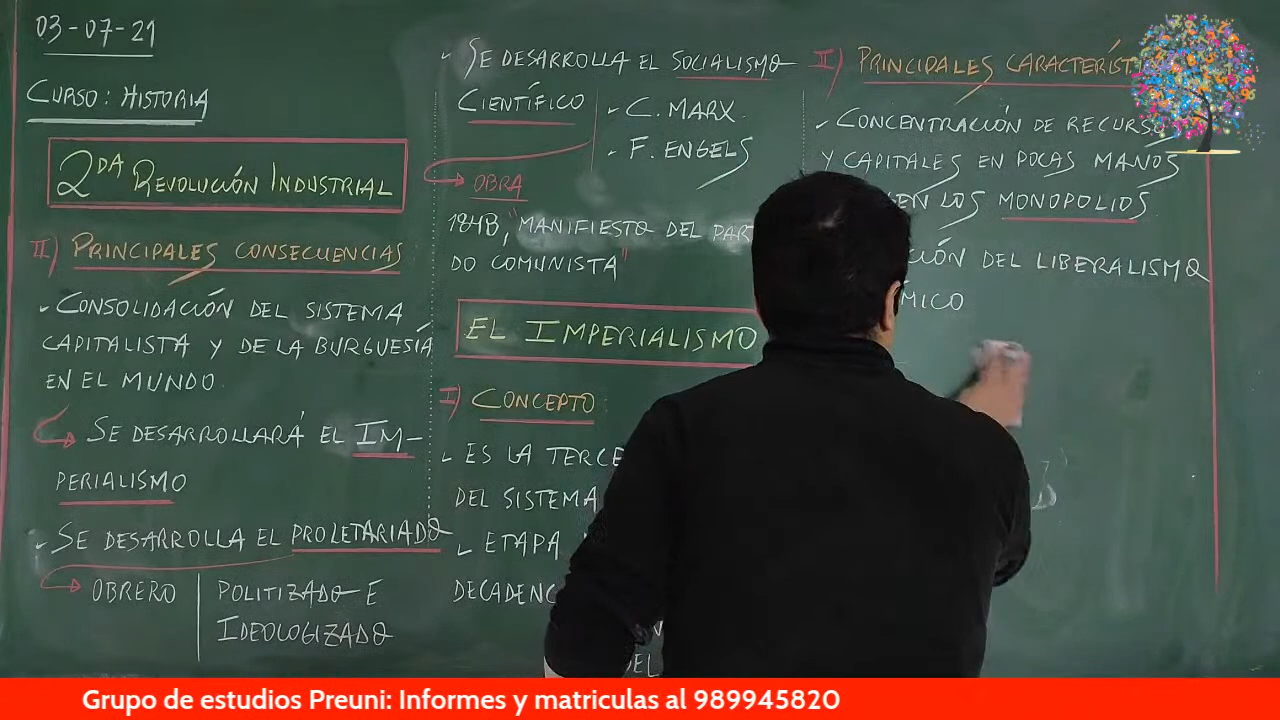 03-07-21
CURSO: HISTORIA
2DA REVOLUCIÓN INDUSTRIAL
II) PRINCIPALES CONSECUENCIAS
CONSOLIDACIÓN DEL SISTEMA
CAPITALISTA Y DE LA BURGUESÍA
EN EL MUNDO.
SE DESARROLLARÁ EL IM-
PERIALISMO
SE DESARROLLA EL PROLETARIADO
OBRERO
POLITIZADO E
IDEOLOGIZADO
SE DESARROLLA EL SOCIALISMO
CIENTÍFICO
- C. MARX.
- F. ENGELS
OBRA
1848, "MANIFIESTO DEL PAR
DO COMUNISTA"
EL IMPERIALISMO
I) CONCEPTO:
ES LA TERCE
DEL SISTEMA
ETAPA
DECADENC
DEL
II) PRINCIPALES CARACTERÍST
CONCENTRACIÓN DE RECURSOS
Y CAPITALES EN POCAS MANOS
EN LOS MONOPOLIOS
CIÓN DEL LIBERALISMO
MICO
Grupo de estudios Preuni: Informes y matriculas al 989945820